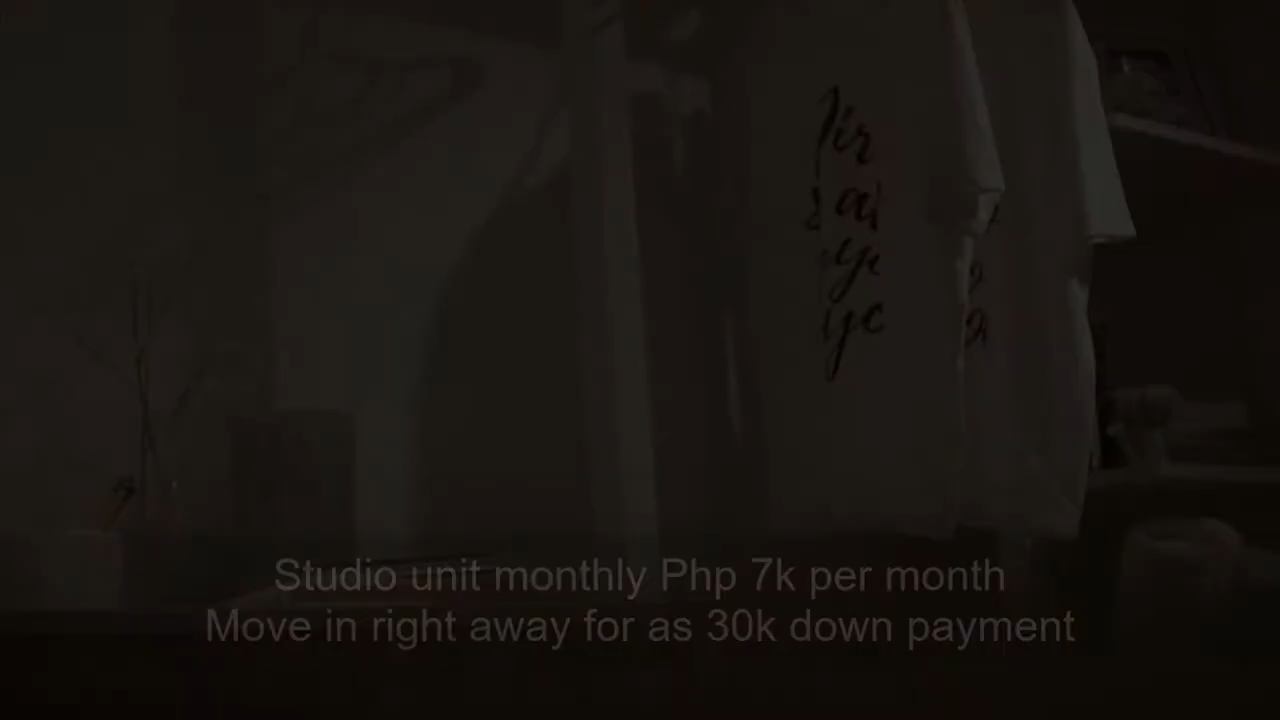 Studio unit monthly Php 7k per month
Move in right away for as 30k down payment